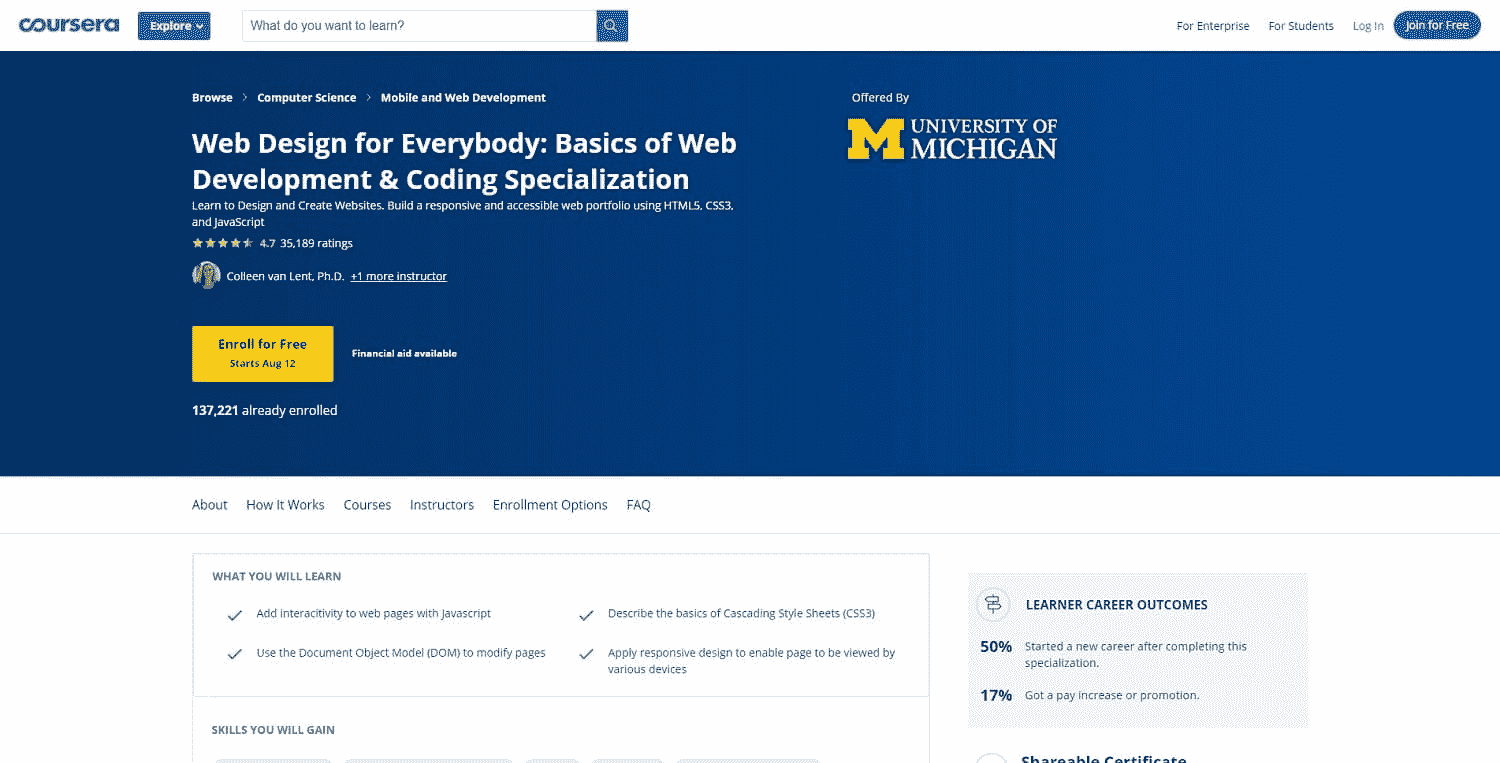 coursera Explore What do you want to learn? For Enterprise For Students Log In Join for Free
Browse > Computer Science > Mobile and Web Development
Offered By
UNIVERSITY OF
MICHIGAN
Web Design for Everybody: Basics of Web
Development & Coding Specialization
Learn to Design and Create Websites. Build a responsive and accessible web portfolio using HTML5, CSS3,
and JavaScript
4.7 35,189 ratings
Colleen van Lent, Ph.D. +1 more instructor
Enroll for Free
Starts Aug 12
Financial aid available
137,221 already enrolled
About How It Works Courses Instructors Enrollment Options FAQ
WHAT YOU WILL LEARN
Add interacitivity to web pages with Javascript
Describe the basics of Cascading Style Sheets (CSS3)
Use the Document Object Model (DOM) to modify pages
Apply responsive design to enable page to be viewed by
various devices
SKILLS YOU WILL GAIN
LEARNER CAREER OUTCOMES
50% Started a new career after completing this
specialization.
17% Got a pay increase or promotion.
Shareable Certificate